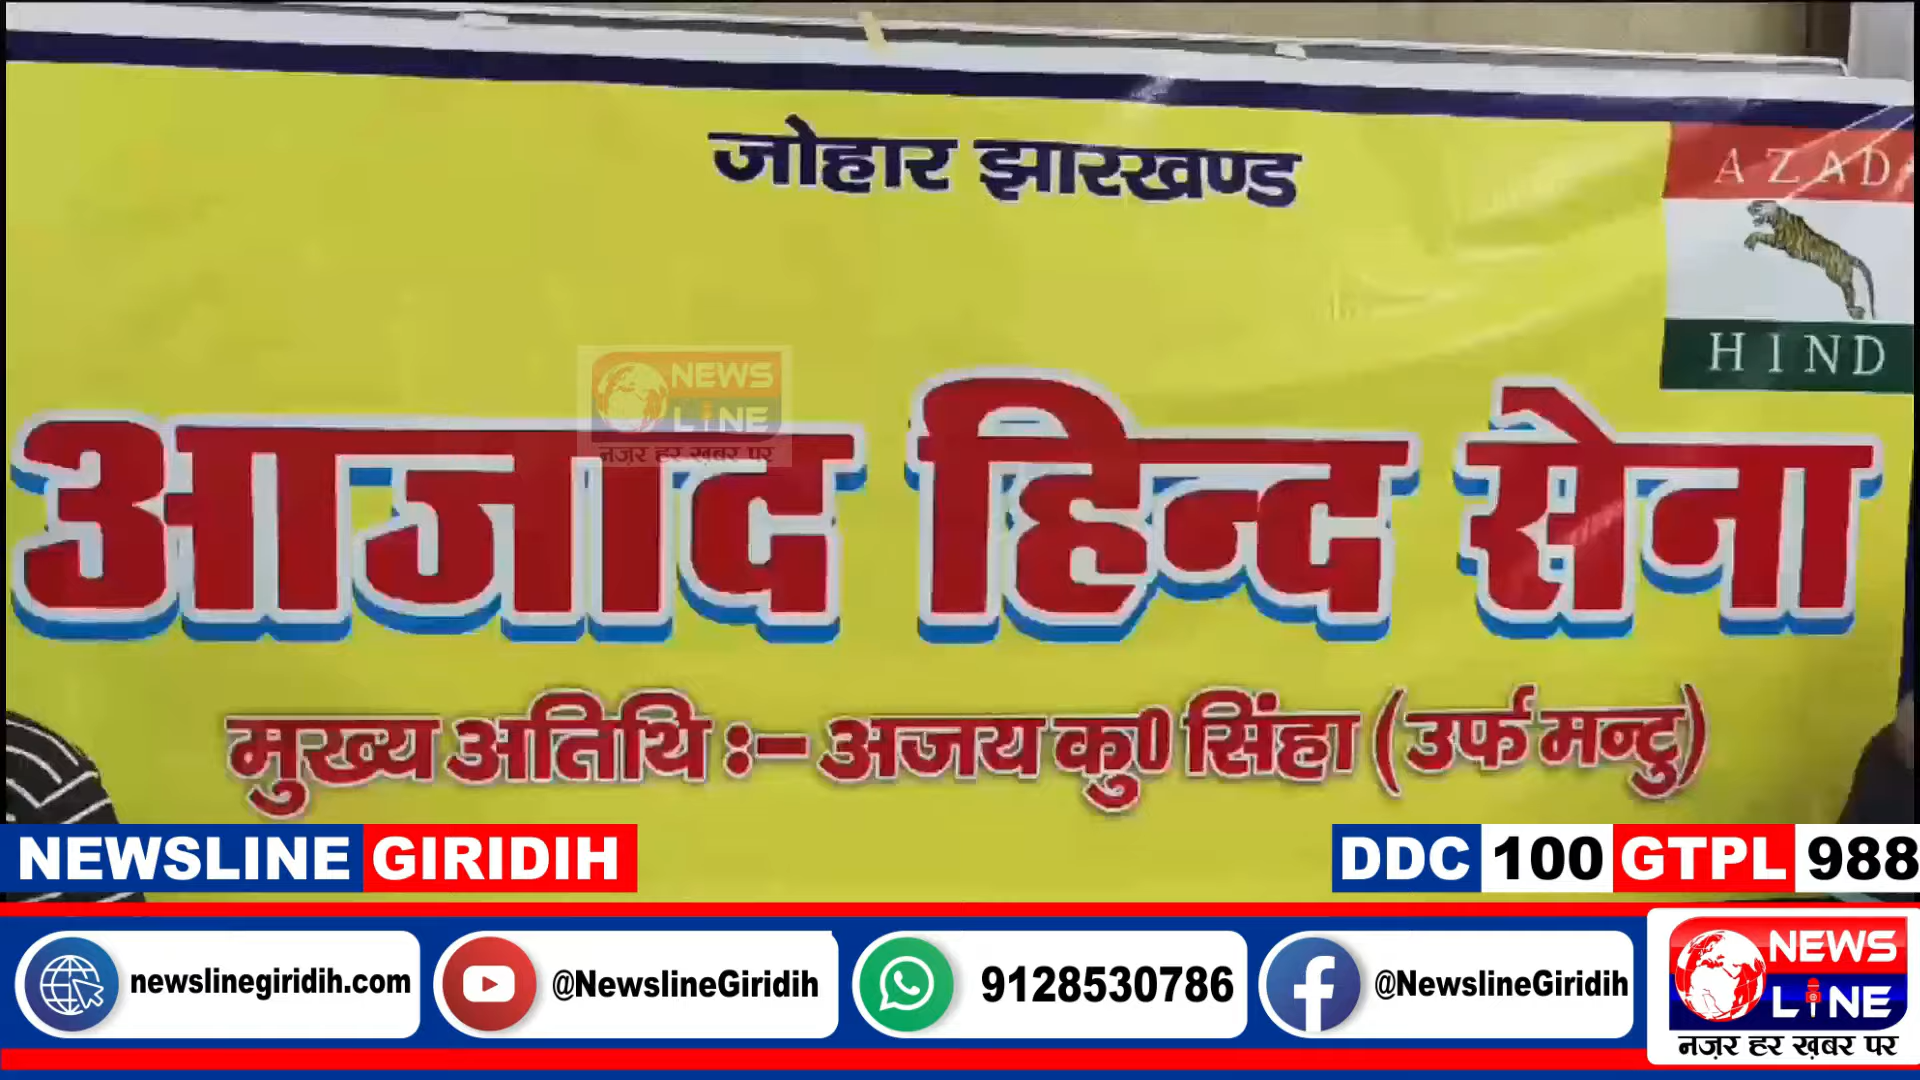 जोहार झारखण्ड
AZAD
HIND
NEWS
LINE
नज़र हर ख़बर पर
आजाद हिन्द सेना
मुख्य अतिथि :- अजय कु0 सिंहा (उर्फ मन्टु)
NEWSLINE GIRIDIH
DDC 100 GTPL 988
newslinegiridih.com
@NewslineGiridih
9128530786
@NewslineGiridih
NEWS
LINE
नज़र हर ख़बर पर